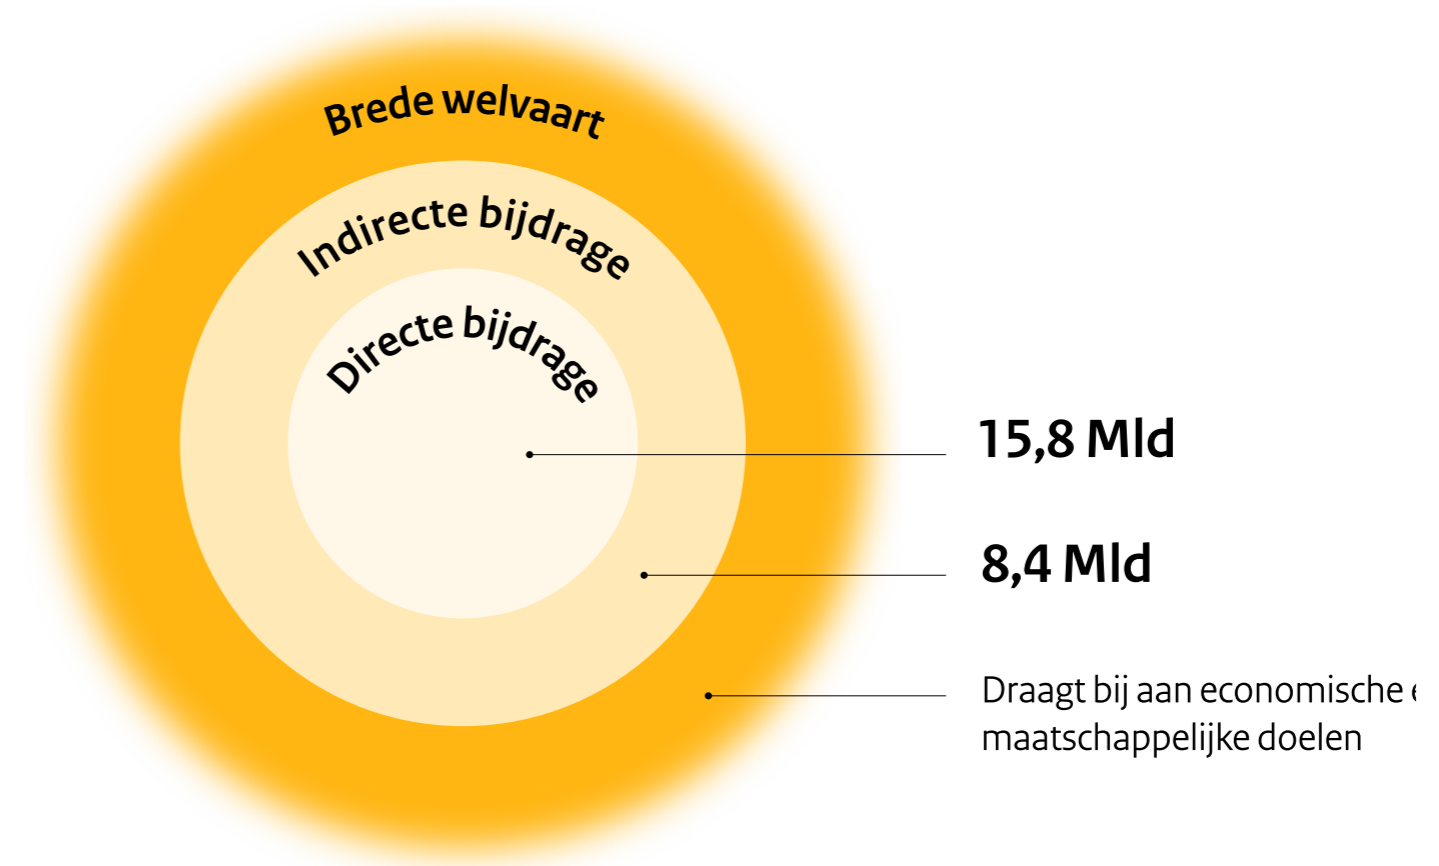 Brede welvaart
Indirecte bijdrage
Directe bijdrage
15,8 Mld
8,4 Mld
Draagt bij aan economische
maatschappelijke doelen